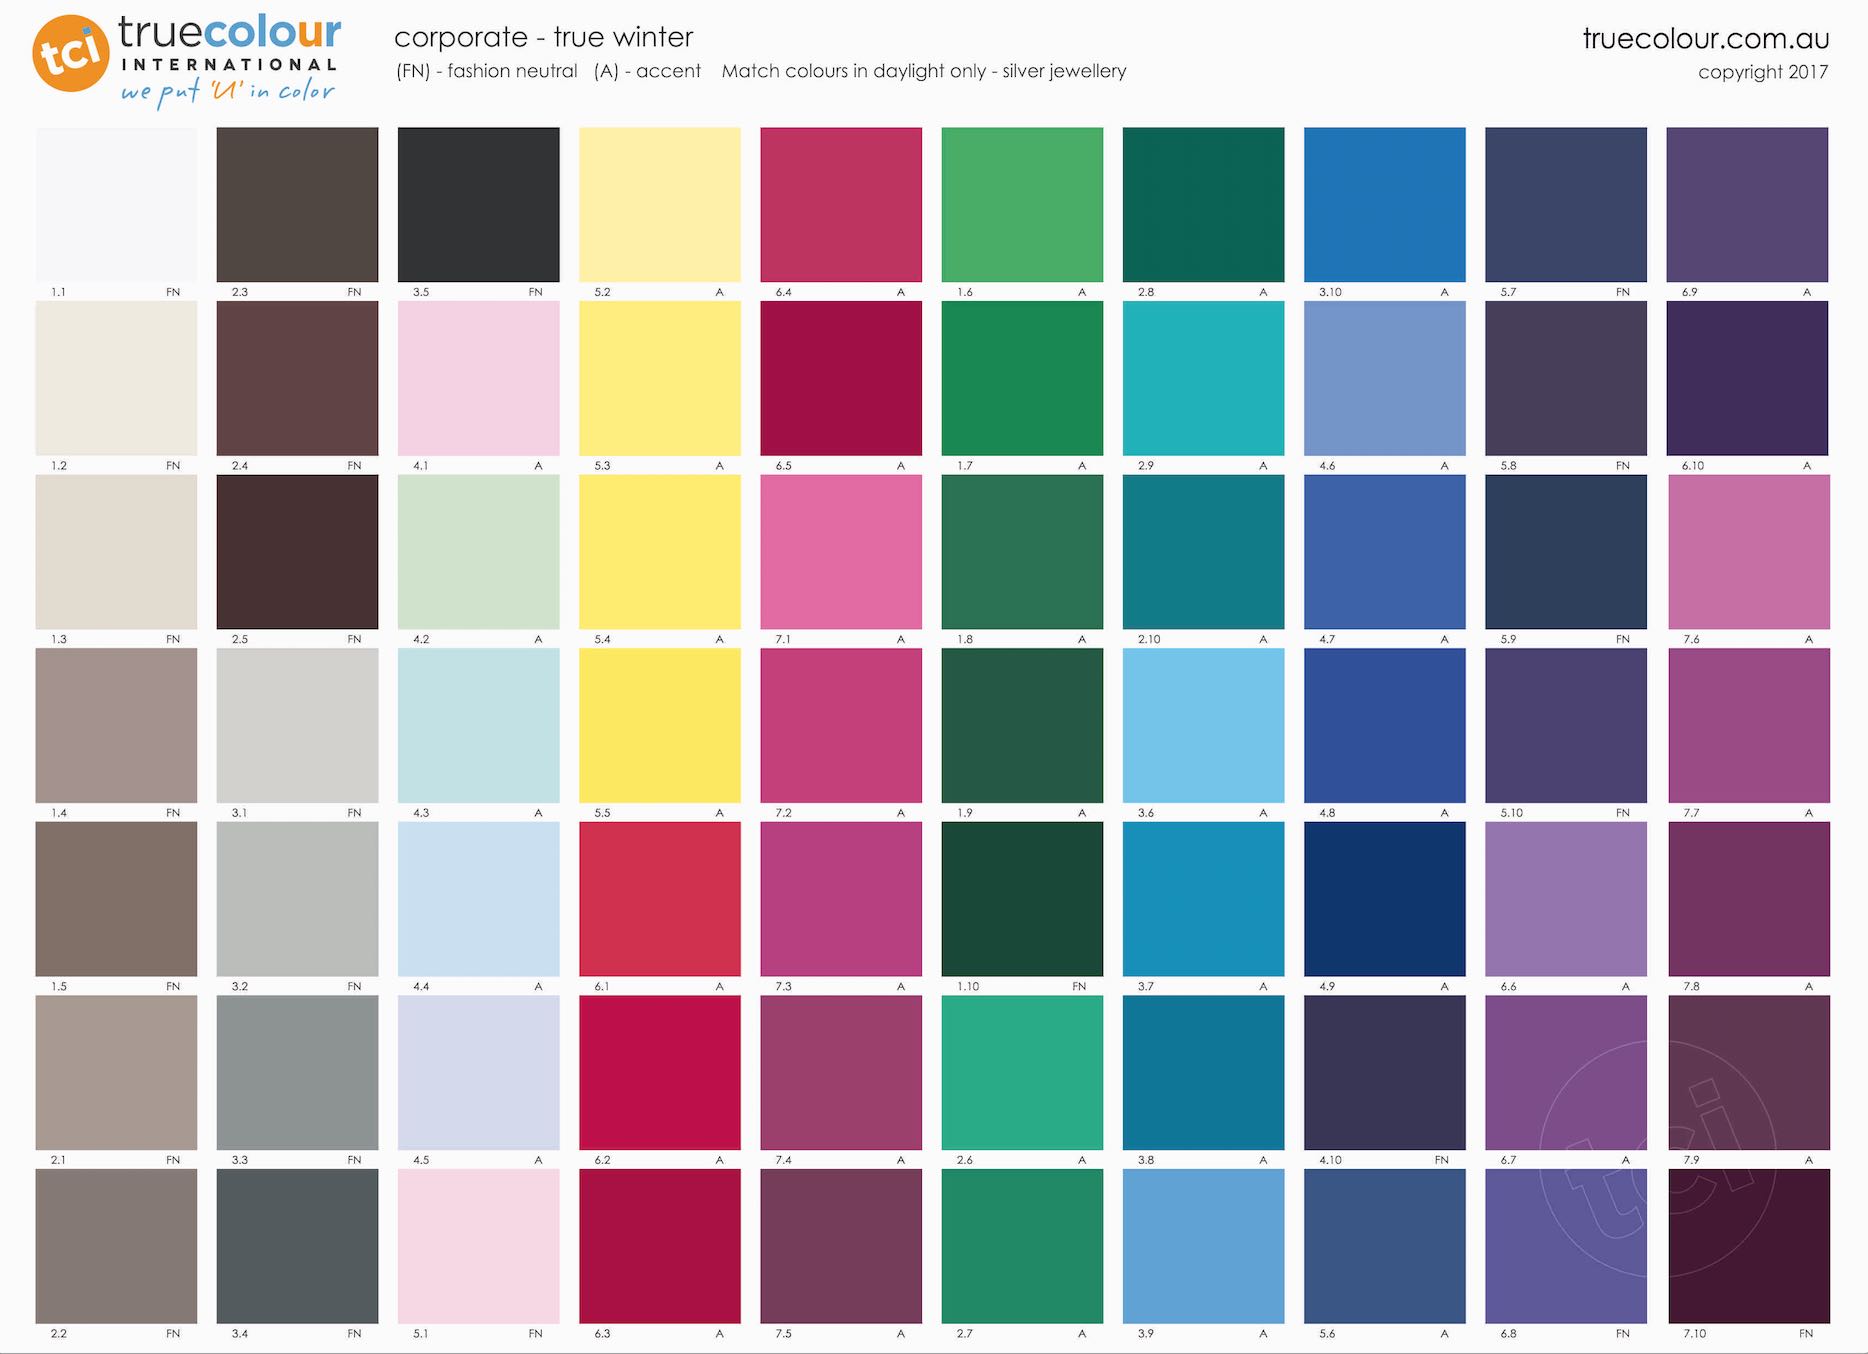 tci
truecolour
INTERNATIONAL
we put 'U' in color
corporate - true winter
(FN) - fashion neutral (A) - accent Match colours in daylight only - silver jewellery
truecolour.com.au
copyright 2017
1.1 FN 2.3 FN 3.5 FN 5.2 A 6.4 A 1.6 A 2.8 A 3.10 A 5.7 FN 6.9 A
1.2 FN 2.4 FN 4.1 A 5.3 A 6.5 A 1.7 A 2.9 A 4.6 A 5.8 FN 6.10 A
1.3 FN 2.5 FN 4.2 A 5.4 A 7.1 A 1.8 A 2.10 A 4.7 A 5.9 FN 7.6 A
1.4 FN 3.1 FN 4.3 A 5.5 A 7.2 A 1.9 A 3.6 A 4.8 A 5.10 FN 7.7 A
1.5 FN 3.2 FN 4.4 A 6.1 A 7.3 A 1.10 FN 3.7 A 4.9 A 6.6 A 7.8 A
2.1 FN 3.3 FN 4.5 A 6.2 A 7.4 A 2.6 A 3.8 A 4.10 FN 6.7 A 7.9 A
tci
2.2 FN 3.4 FN 5.1 FN 6.3 A 7.5 A 2.7 A 3.9 A 5.6 A 6.8 FN 7.10 FN